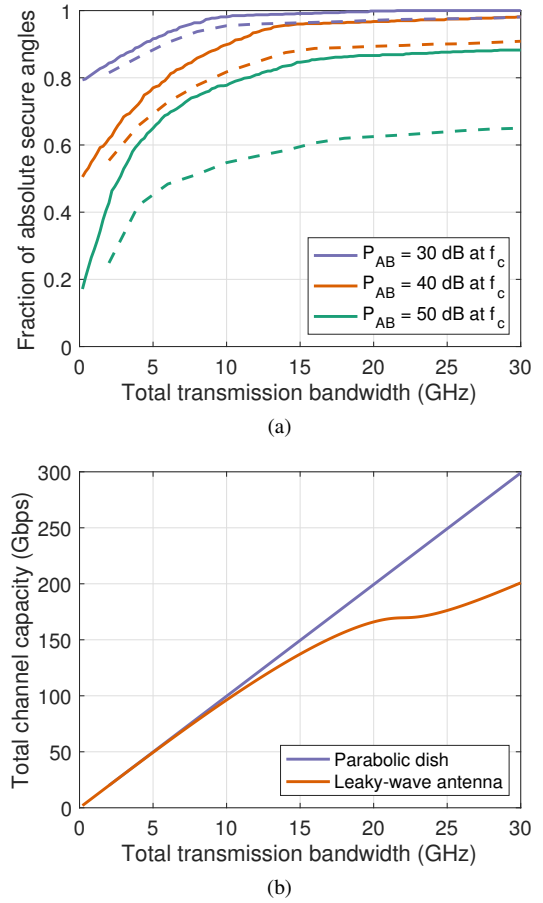 Fraction of absolute secure angles
1
0.8
0.6
0.4
0.2
0
P_AB = 30 dB at f_c
P_AB = 40 dB at f_c
P_AB = 50 dB at f_c
0 5 10 15 20 25 30
Total transmission bandwidth (GHz)
(a)
Total channel capacity (Gbps)
300
250
200
150
100
50
0
Parabolic dish
Leaky-wave antenna
0 5 10 15 20 25 30
Total transmission bandwidth (GHz)
(b)